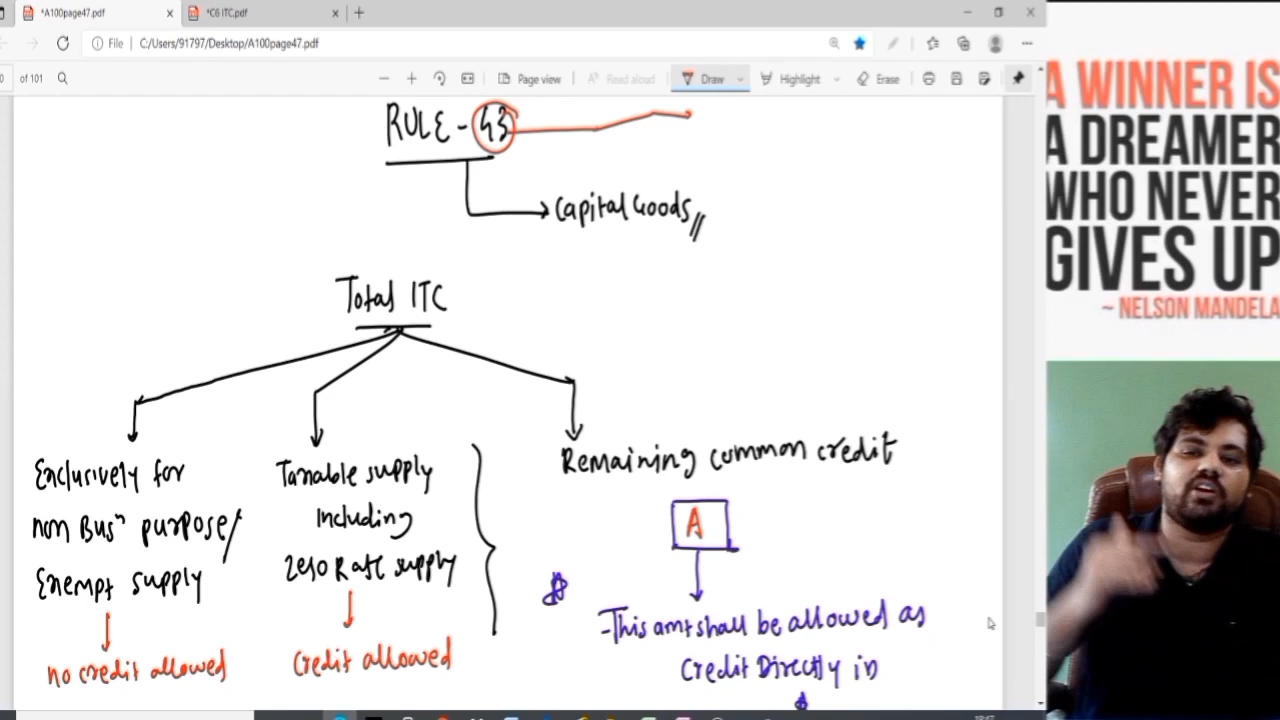 *A100page47.pdf
*C6 ITC.pdf
File C:/Users/91797/Desktop/A100page47.pdf
of 101
Page view
Read aloud
Draw
Highlight
Erase
RULE - 43
Capital Goods
Total ITC
Exclusively for
non Busⁿ purpose/
Exempt supply
no credit allowed
Taxable supply
Including
Zero Rate supply
Credit allowed
Remaining common credit
A
-This amt shall be allowed as
Credit Directly in
A WINNER IS
A DREAMER
WHO NEVER
GIVES UP
~ NELSON MANDELA